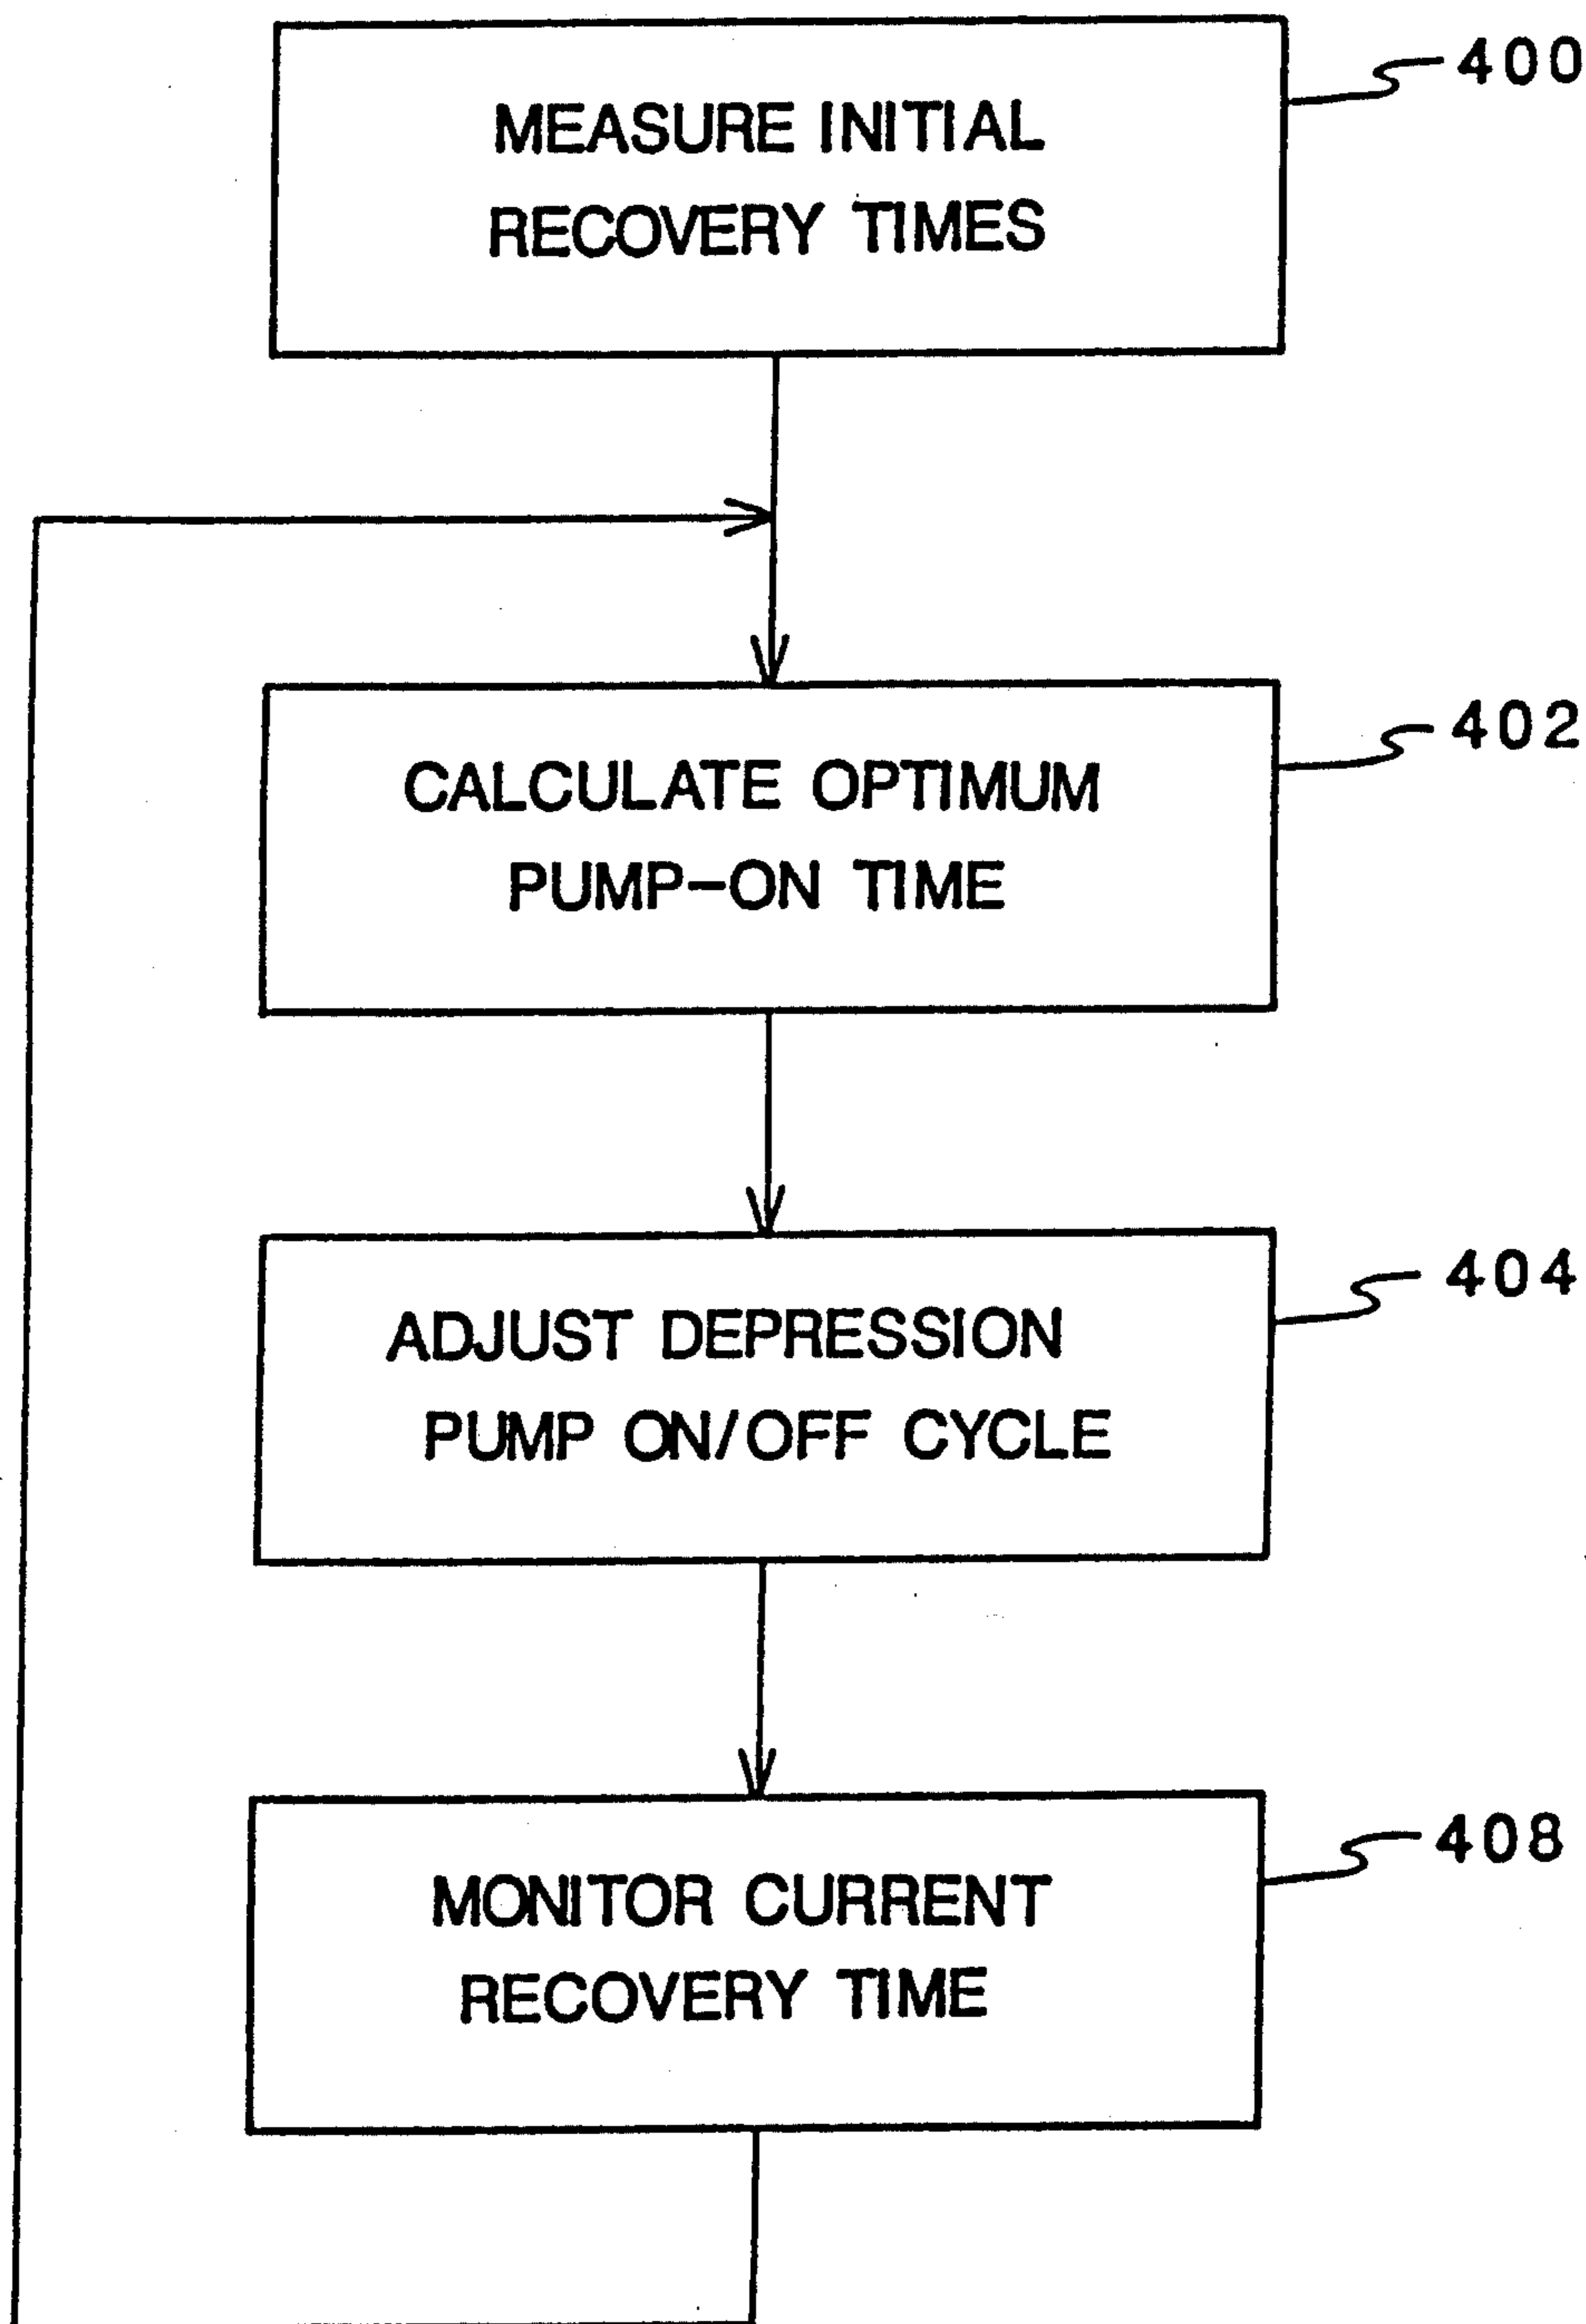 400
MEASURE INITIAL
RECOVERY TIMES
402
CALCULATE OPTIMUM
PUMP-ON TIME
404
ADJUST DEPRESSION
PUMP ON/OFF CYCLE
408
MONITOR CURRENT
RECOVERY TIME